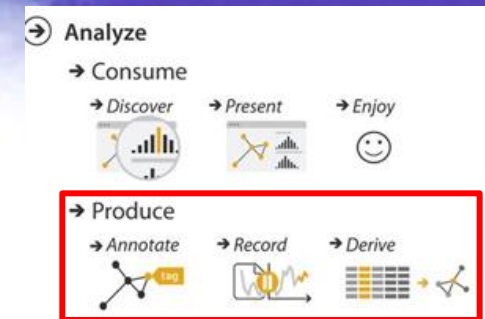 Analyze
→ Consume
→ Discover → Present → Enjoy
→ Produce
→ Annotate → Record → Derive
tag